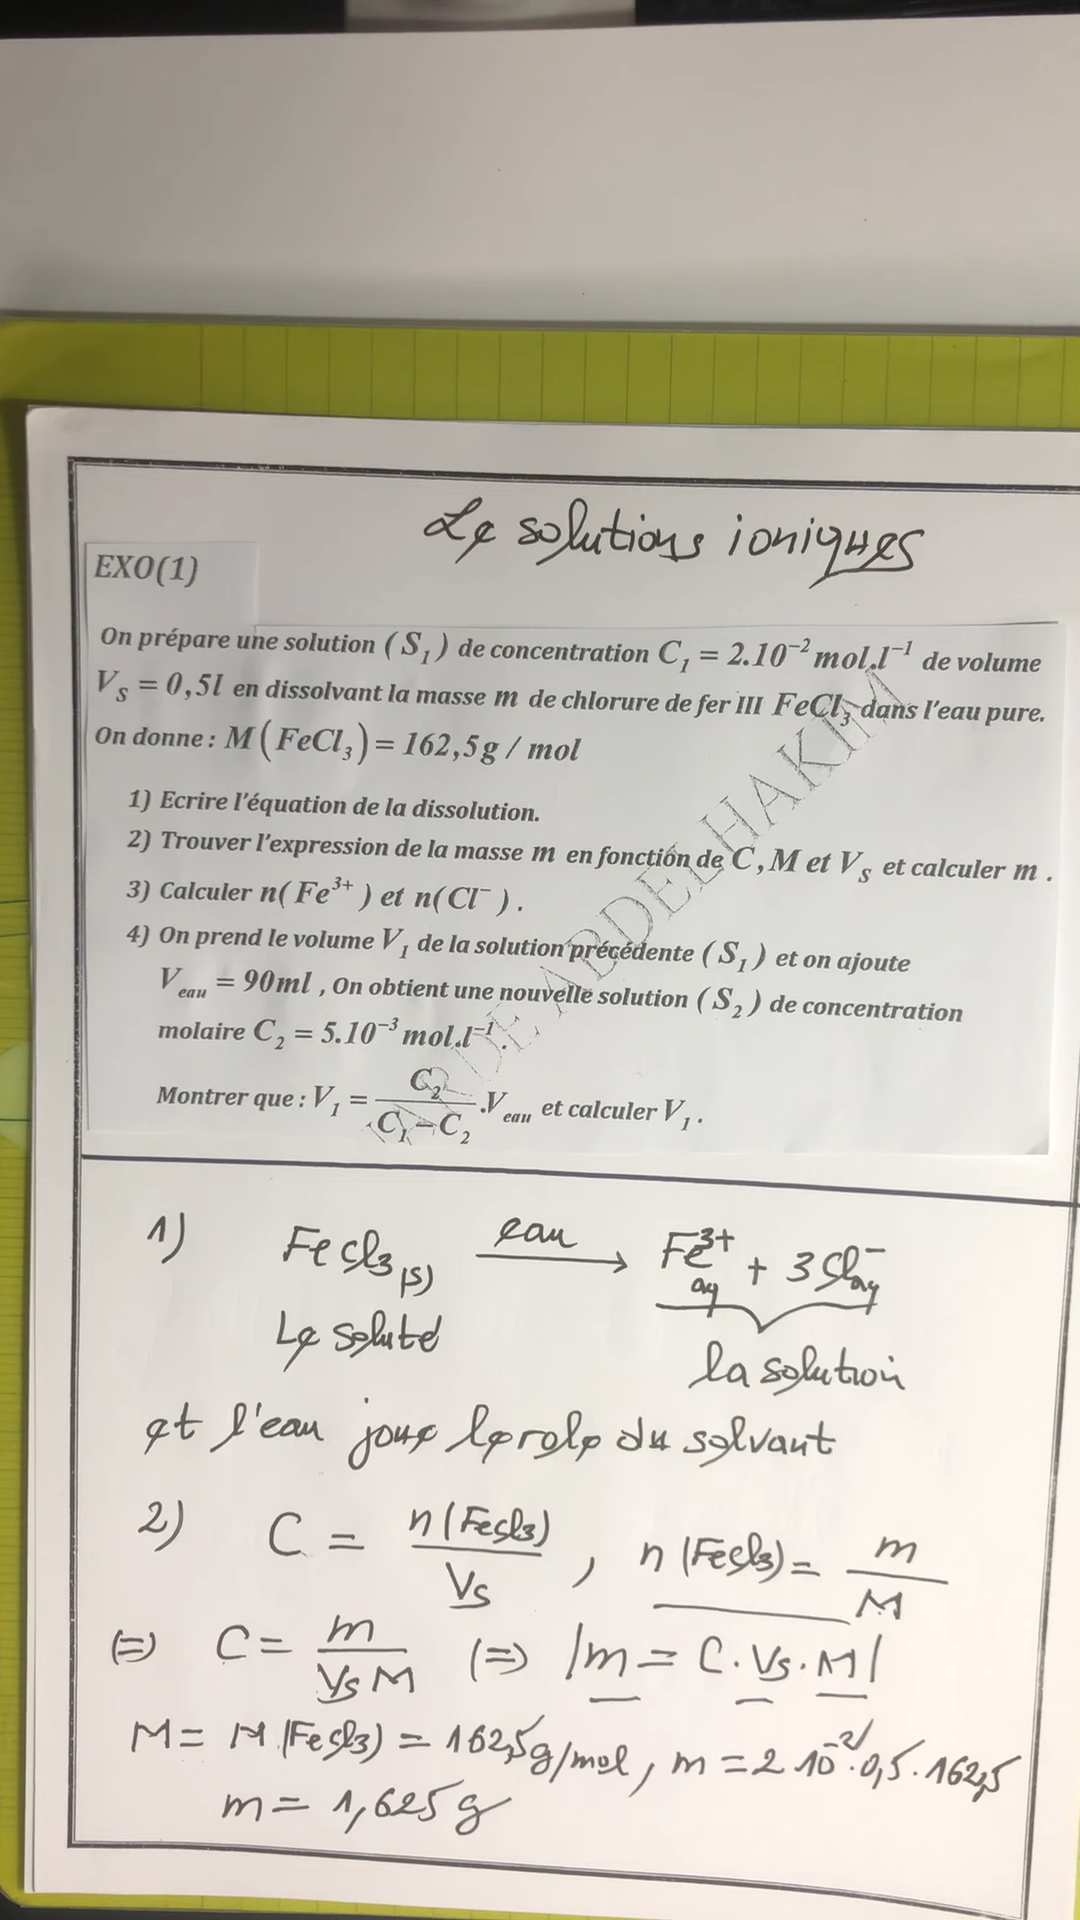 Le solutions ioniques
EXO(1)
On prépare une solution (S₁) de concentration C₁ = 2.10⁻² mol.l⁻¹ de volume
V_S = 0,5l en dissolvant la masse m de chlorure de fer III FeCl₃ dans l'eau pure.
On donne : M(FeCl₃) = 162,5g / mol
1) Ecrire l'équation de la dissolution.
2) Trouver l'expression de la masse m en fonction de C, M et V_S et calculer m .
3) Calculer n(Fe³⁺) et n(Cl⁻) .
4) On prend le volume V₁ de la solution précédente (S₁) et on ajoute
V_eau = 90ml , On obtient une nouvelle solution (S₂) de concentration
molaire C₂ = 5.10⁻³ mol.l⁻¹.
Montrer que : V₁ = C₂ / (C₁ – C₂) .V_eau et calculer V₁ .
1) FeCl₃(s) eau → Fe³⁺aq + 3Cl⁻aq
Le soluté la solution
et l'eau joue le role du solvant
2) C = n(FeCl₃) / Vs , n(FeCl₃) = m / M
(=) C = m / Vs M (=) |m = C . Vs . M|
M = M(FeCl₃) = 162,5g/mol, m = 2 10⁻² . 0,5 . 162,5
m = 1,625 g